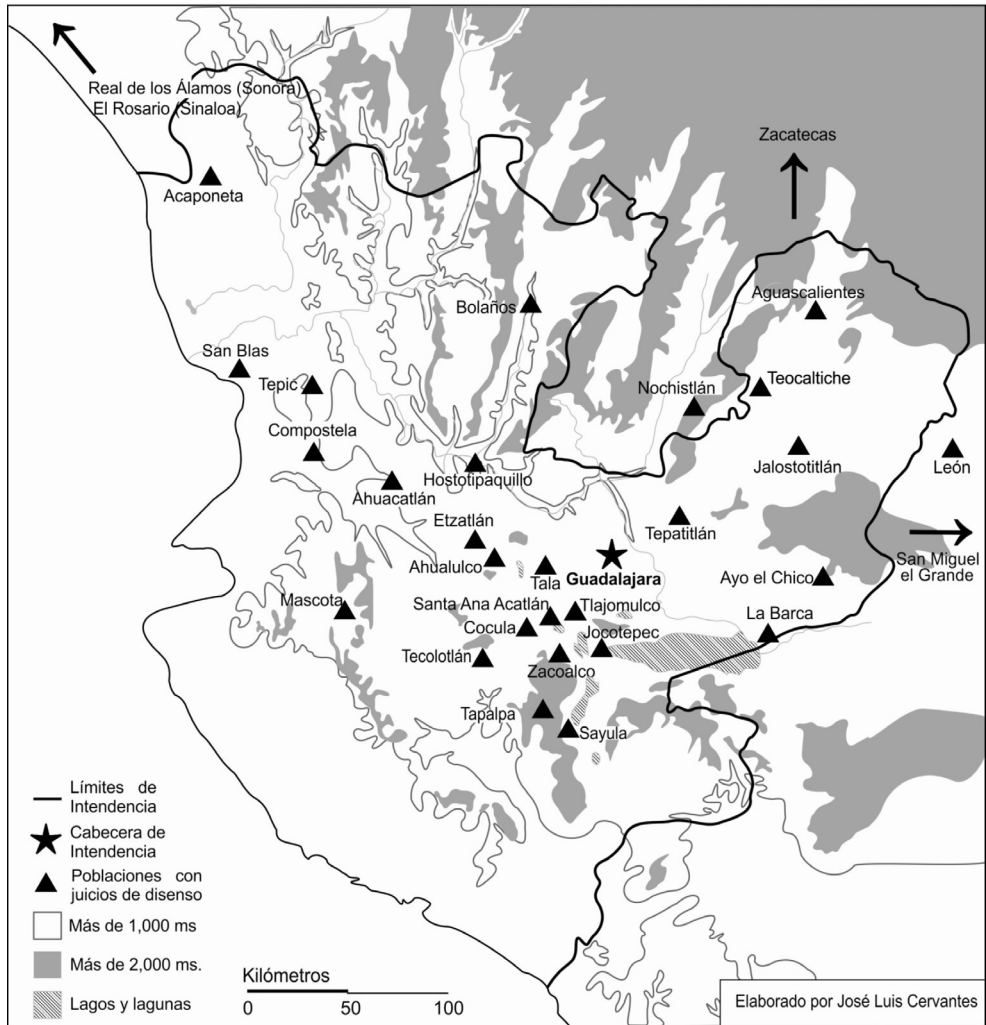 Real de los Álamos (Sonora)
El Rosario (Sinaloa)
Zacatecas
Acaponeta
Bolaños
Aguascalientes
San Blas
Tepic
Nochistlán
Teocaltiche
Compostela
Hostotipaquillo
Jalostotitlán
León
Ahuacatlán
Etzatlán
Tepatitlán
Ahualulco
Tala
Guadalajara
San Miguel
el Grande
Ayo el Chico
Mascota
Santa Ana Acatlán
Tlajomulco
La Barca
Cocula
Jocotepec
Tecolotlán
Zacoalco
Tapalpa
Sayula
Límites de
Intendencia
Cabecera de
Intendencia
Poblaciones con
juicios de disenso
Más de 1,000 ms
Más de 2,000 ms.
Lagos y lagunas
Kilómetros
0 50 100
Elaborado por José Luis Cervantes